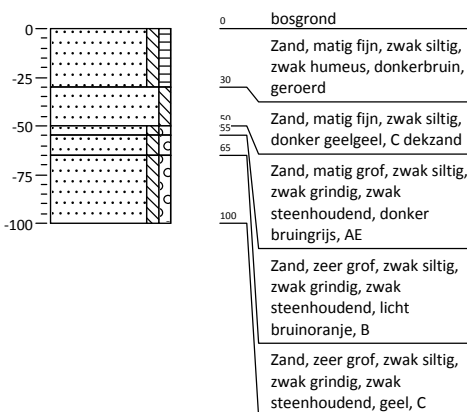 0
-25
-50
-75
-100
0
bosgrond
Zand, matig fijn, zwak siltig,
zwak humeus, donkerbruin,
geroerd
30
Zand, matig fijn, zwak siltig,
donker geelgeel, C dekzand
50
55
65
Zand, matig grof, zwak siltig,
zwak grindig, zwak
steenhoudend, donker
bruingrijs, AE
100
Zand, zeer grof, zwak siltig,
zwak grindig, zwak
steenhoudend, licht
bruinoranje, B
Zand, zeer grof, zwak siltig,
zwak grindig, zwak
steenhoudend, geel, C